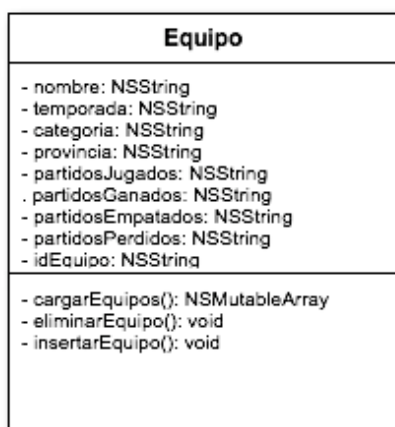 Equipo
- nombre: NSString
- temporada: NSString
- categoria: NSString
- provincia: NSString
- partidosJugados: NSString
. partidosGanados: NSString
- partidosEmpatados: NSString
- partidosPerdidos: NSString
- idEquipo: NSString
- cargarEquipos(): NSMutableArray
- eliminarEquipo(): void
- insertarEquipo(): void